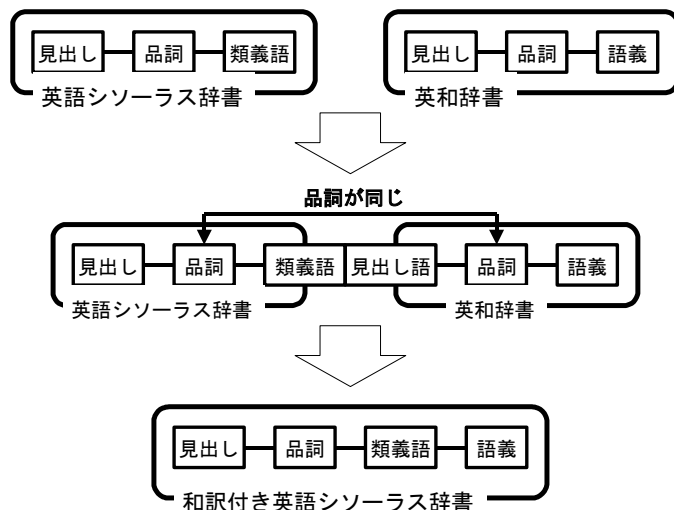 見出し 品詞 類義語
英語シソーラス辞書
見出し 品詞 語義
英和辞書
品詞が同じ
見出し 品詞 類義語 見出し語 品詞 語義
英語シソーラス辞書
英和辞書
見出し 品詞 類義語 語義
和訳付き英語シソーラス辞書